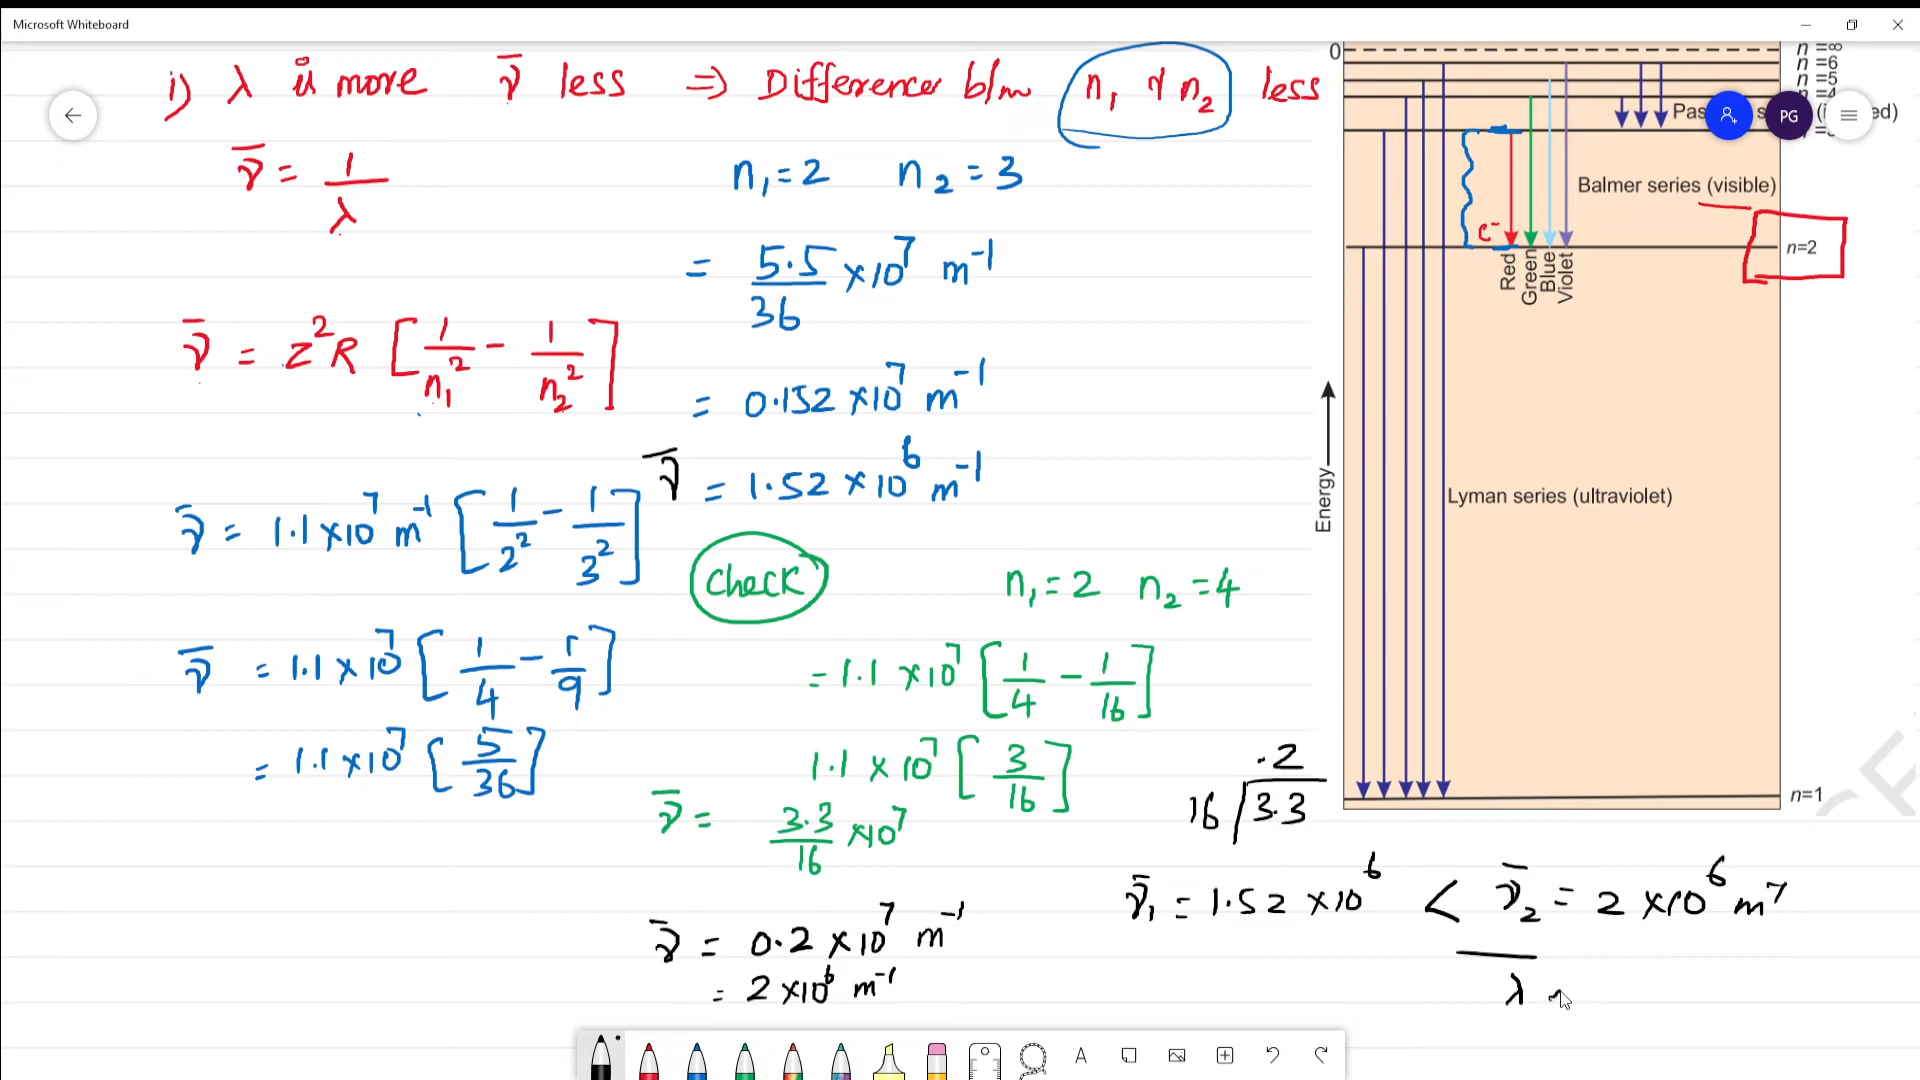 Microsoft Whiteboard
i) λ is more ν̅ less ⇒ Difference b/m n₁ & n₂ less
ν̅ = 1/λ
n₁ = 2 n₂ = 3
= 5.5/36 × 10⁷ m⁻¹
ν̅ = Z²R [1/n₁² − 1/n₂²]
= 0.152 × 10⁷ m⁻¹
ν̅ = 1.52 × 10⁶ m⁻¹
ν̅ = 1.1 × 10⁷ m⁻¹ [1/2² − 1/3²]
ν̅ = 1.1 × 10⁷ [1/4 − 1/9]
= 1.1 × 10⁷ [5/36]
Check
n₁ = 2 n₂ = 4
= 1.1 × 10⁷ [1/4 − 1/16]
1.1 × 10⁷ [3/16]
ν̅ = 3.3/16 × 10⁷
.2
16 3.3
ν̅ = 0.2 × 10⁷ m⁻¹
= 2 × 10⁶ m⁻¹
ν̅₁ = 1.52 × 10⁶ < ν̅₂ = 2 × 10⁶ m⁻¹
λ
0
n =∞
n =6
n =5
PG
Balmer series (visible)
e⁻
n=2
Red
Green
Blue
Violet
Energy
Lyman series (ultraviolet)
n=1
A